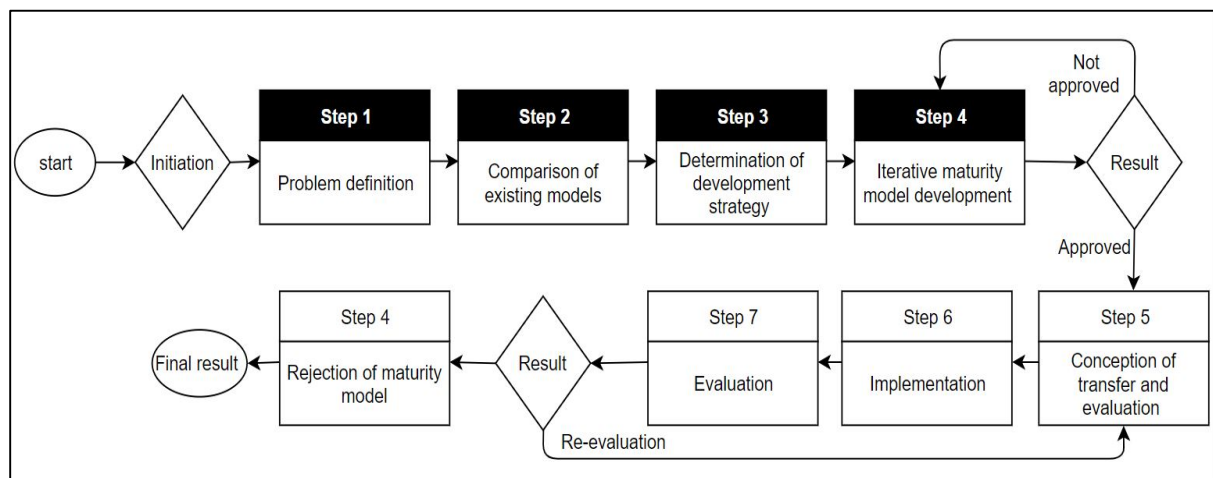 start
Initiation
Step 1
Problem definition
Step 2
Comparison of
existing models
Step 3
Determination of
development
strategy
Step 4
Iterative maturity
model development
Not
approved
Result
Approved
Step 5
Conception of
transfer and
evaluation
Step 6
Implementation
Step 7
Evaluation
Result
Re-evaluation
Step 4
Rejection of maturity
model
Final result